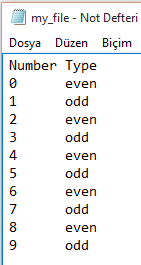 my_file - Not Defteri
Dosya Düzen Biçim
Number Type
0 even
1 odd
2 even
3 odd
4 even
5 odd
6 even
7 odd
8 even
9 odd